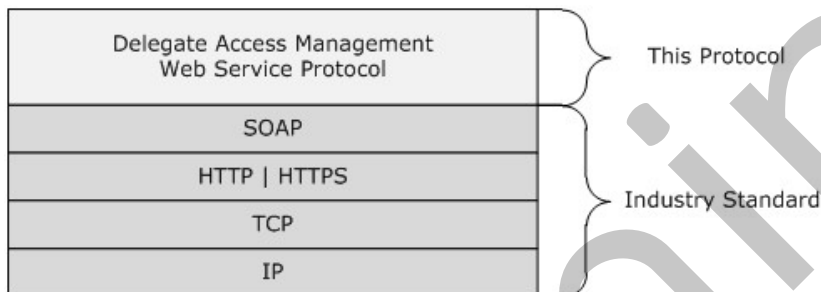 Delegate Access Management
Web Service Protocol
This Protocol
SOAP
HTTP | HTTPS
Industry Standard
TCP
IP